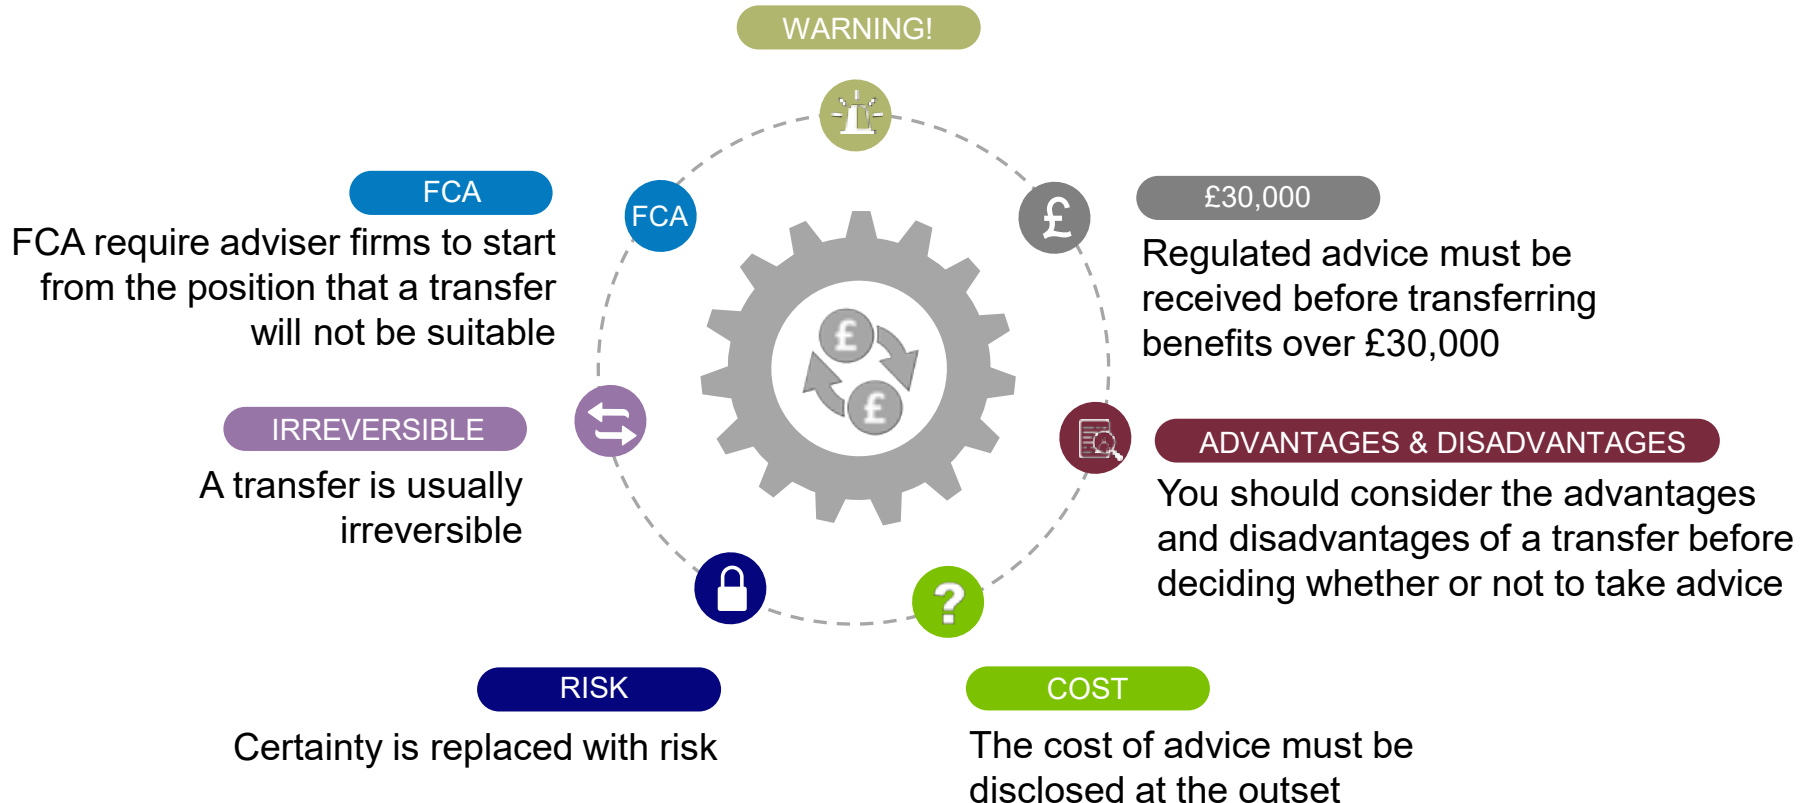 WARNING!
FCA
FCA
FCA require adviser firms to start
from the position that a transfer
will not be suitable
£
£30,000
Regulated advice must be
received before transferring
benefits over £30,000
£
£
IRREVERSIBLE
A transfer is usually
irreversible
ADVANTAGES & DISADVANTAGES
You should consider the advantages
and disadvantages of a transfer before
deciding whether or not to take advice
?
RISK
Certainty is replaced with risk
COST
The cost of advice must be
disclosed at the outset